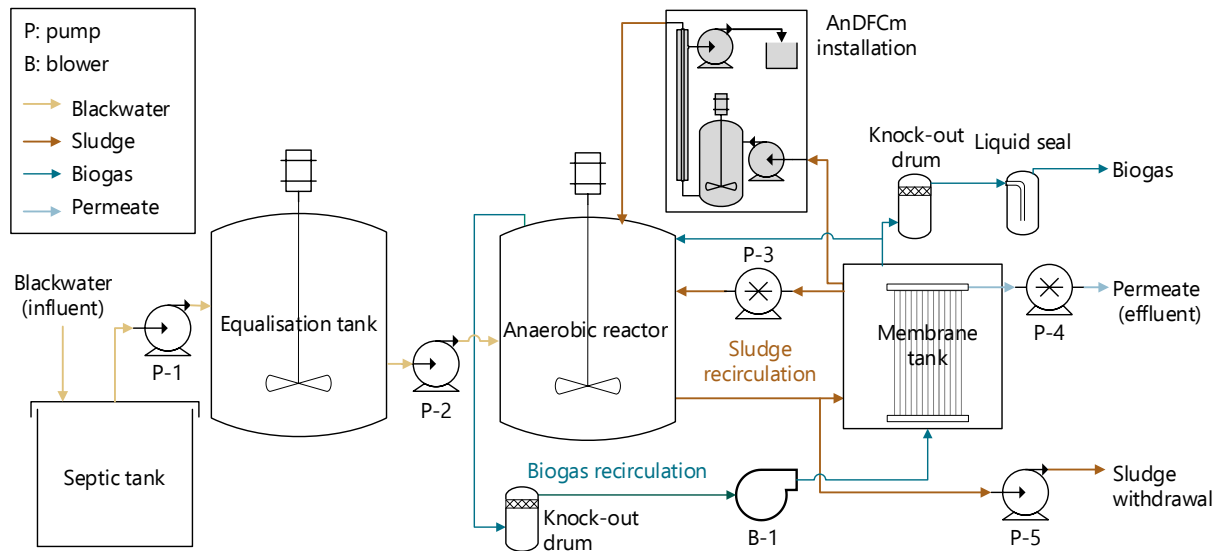 P: pump
B: blower
Blackwater
Sludge
Biogas
Permeate
AnDFCm
installation
Knock-out
drum
Liquid seal
Biogas
Blackwater
(influent)
P-1
Equalisation tank
P-2
Anaerobic reactor
P-3
Sludge
recirculation
Membrane
tank
P-4
Permeate
(effluent)
Septic tank
Biogas recirculation
Knock-out
drum
B-1
P-5
Sludge
withdrawal